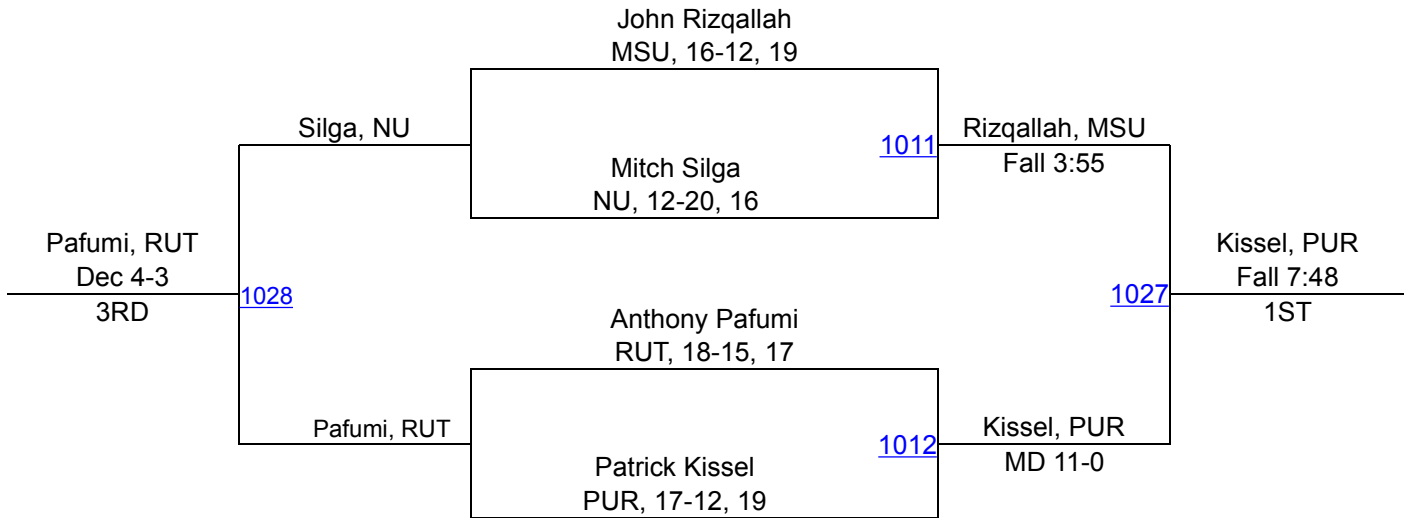 John Rizqallah
MSU, 16-12, 19
Silga, NU
1011
Rizqallah, MSU
Fall 3:55
Mitch Silga
NU, 12-20, 16
Pafumi, RUT
Dec 4-3
3RD
1028
1027
Kissel, PUR
Fall 7:48
1ST
Anthony Pafumi
RUT, 18-15, 17
Pafumi, RUT
1012
Kissel, PUR
MD 11-0
Patrick Kissel
PUR, 17-12, 19